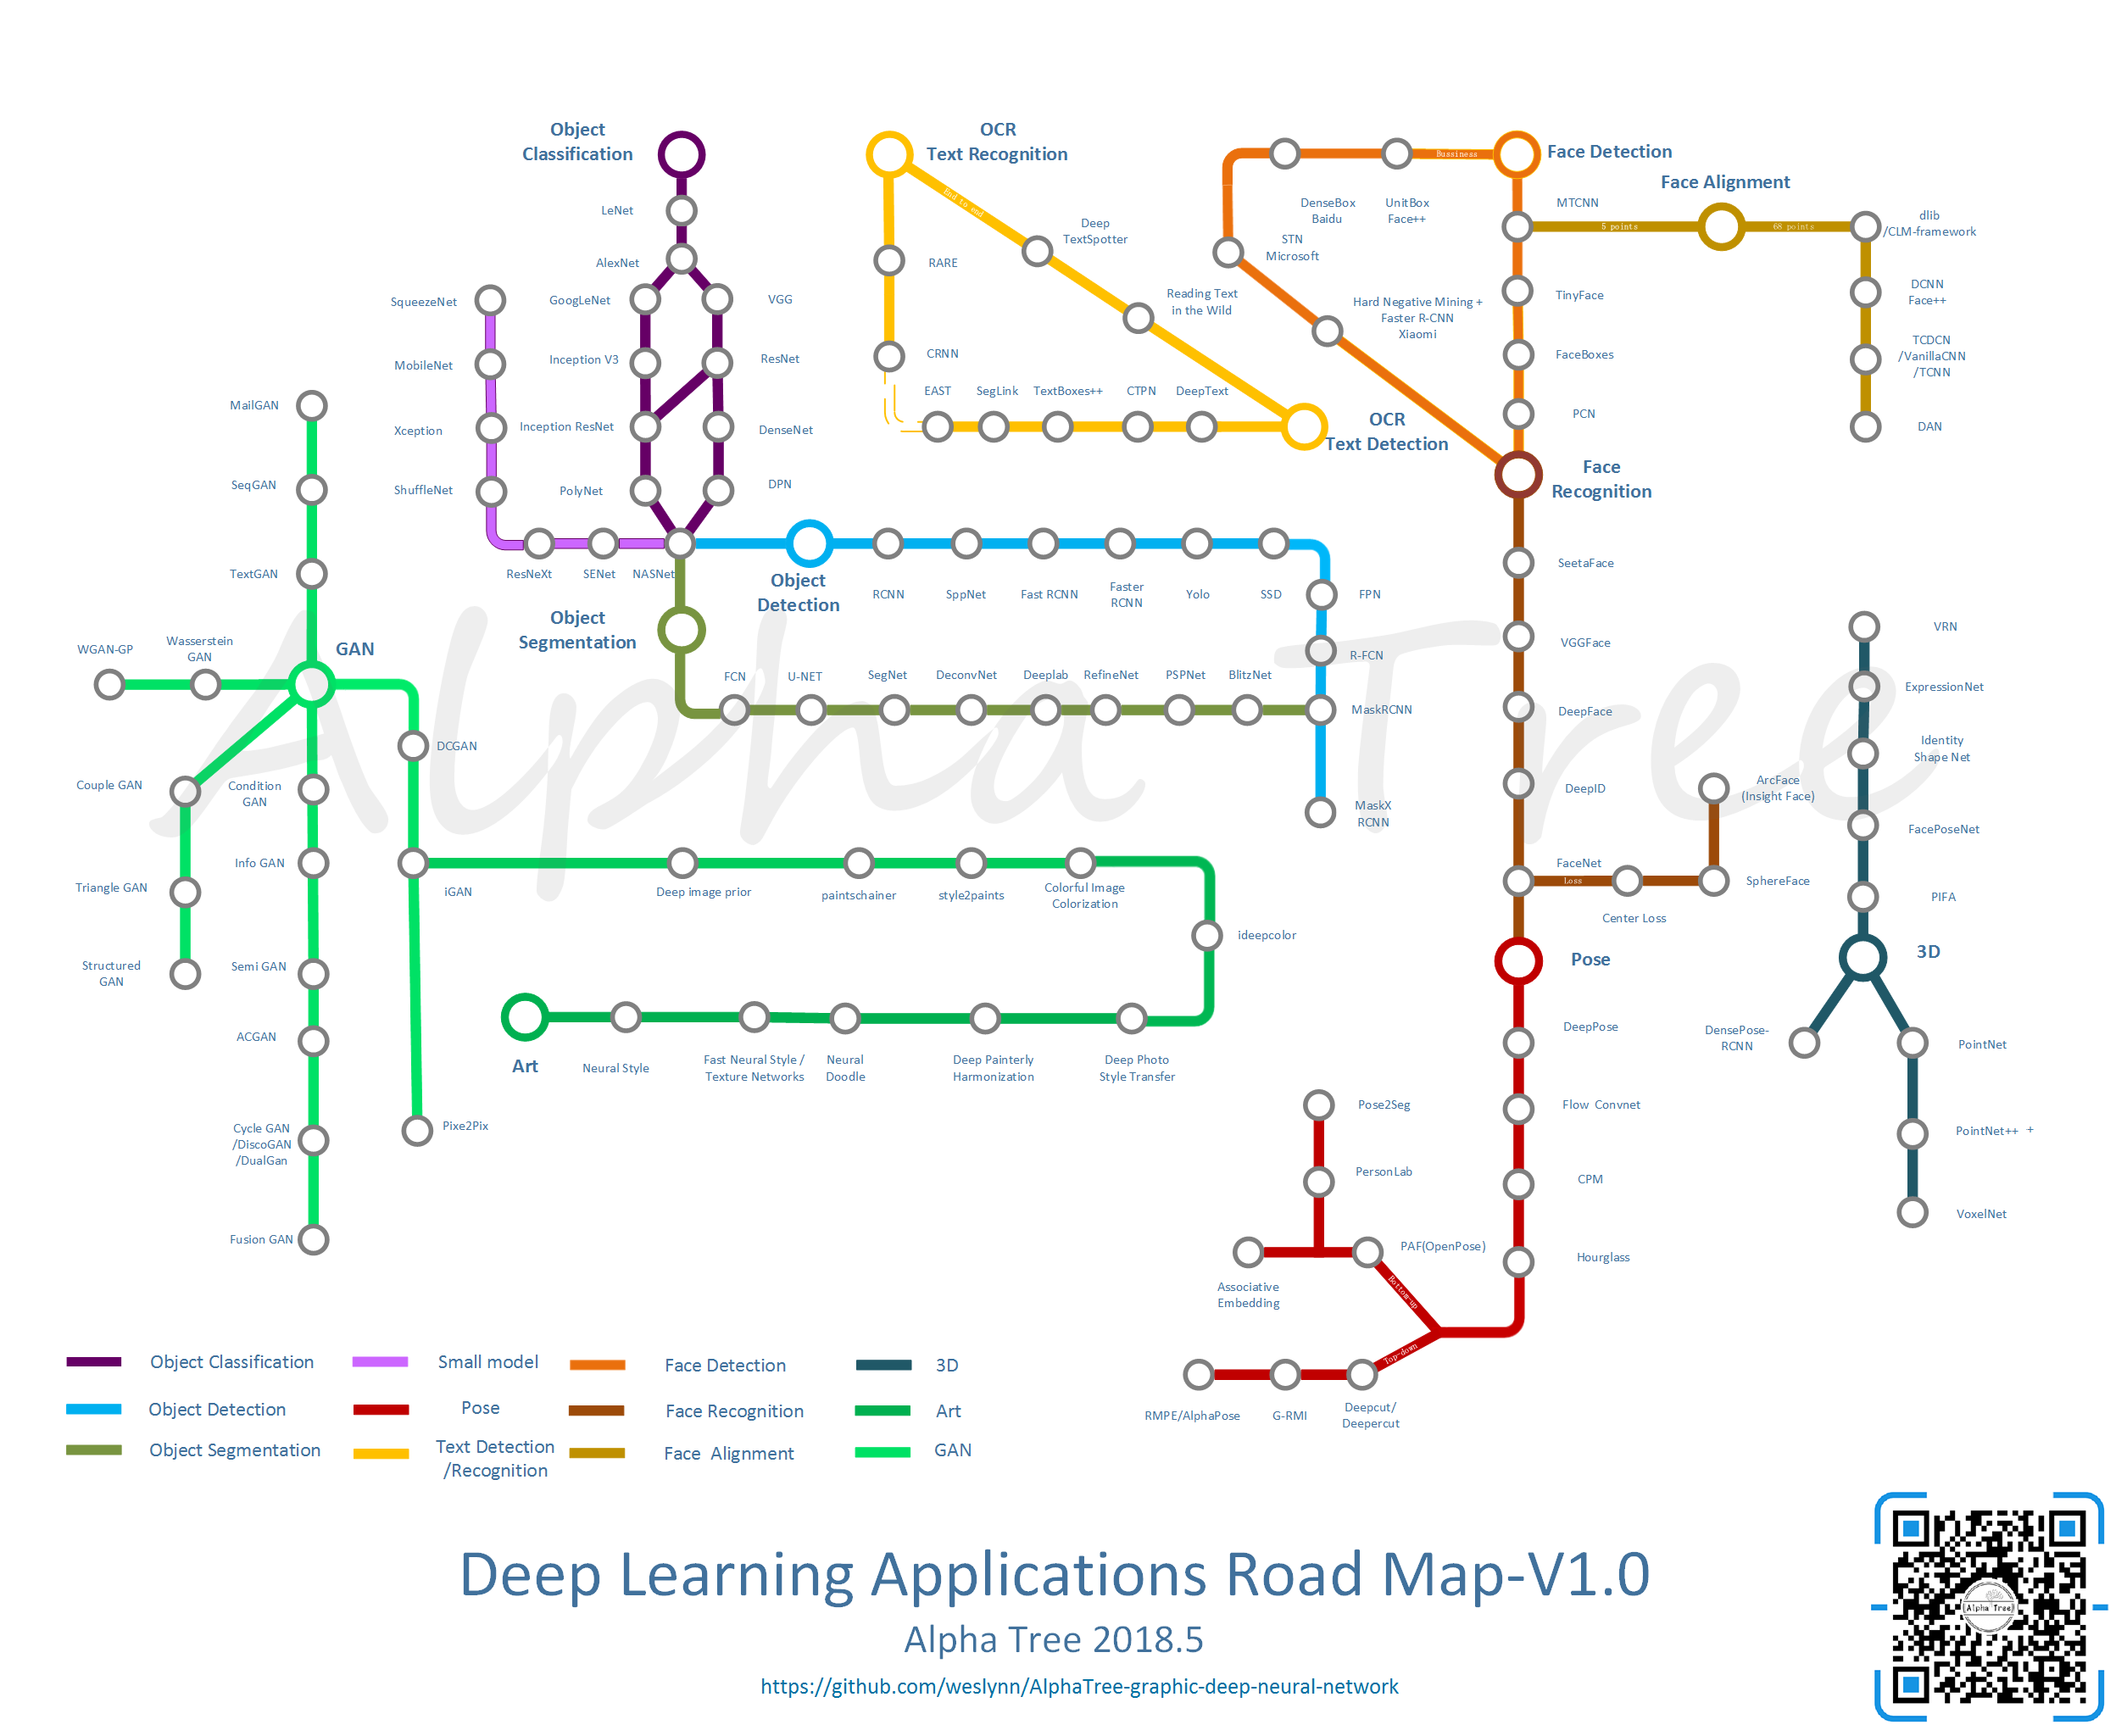 Object
Classification
LeNet
AlexNet
GoogLeNet
VGG
Inception V3
ResNet
Inception ResNet
DenseNet
PolyNet
DPN
SqueezeNet
MobileNet
Xception
ShuffleNet
ResNeXt
SENet
NASNet
OCR
Text Recognition
End to end
Deep
TextSpotter
RARE
Reading Text
in the Wild
CRNN
EAST
SegLink
TextBoxes++
CTPN
DeepText
OCR
Text Detection
Face Detection
Bussiness
DenseBox
Baidu
UnitBox
Face++
STN
Microsoft
Hard Negative Mining +
Faster R-CNN
Xiaomi
MTCNN
TinyFace
FaceBoxes
PCN
Face Alignment
5 points
68 points
dlib
/CLM-framework
DCNN
Face++
TCDCN
/VanillaCNN
/TCNN
DAN
Face
Recognition
SeetaFace
VGGFace
DeepFace
DeepID
FaceNet
Loss
Center Loss
SphereFace
ArcFace
(Insight Face)
Object
Detection
RCNN
SppNet
Fast RCNN
Faster
RCNN
Yolo
SSD
FPN
R-FCN
MaskRCNN
MaskX
RCNN
Object
Segmentation
FCN
U-NET
SegNet
DeconvNet
Deeplab
RefineNet
PSPNet
BlitzNet
MailGAN
SeqGAN
TextGAN
GAN
WGAN-GP
Wasserstein
GAN
Couple GAN
Triangle GAN
Structured
GAN
Condition
GAN
Info GAN
Semi GAN
ACGAN
Cycle GAN
/DiscoGAN
/DualGan
Fusion GAN
DCGAN
iGAN
Pixe2Pix
Deep image prior
paintschainer
style2paints
Colorful Image
Colorization
ideepcolor
Art
Neural Style
Fast Neural Style /
Texture Networks
Neural
Doodle
Deep Painterly
Harmonization
Deep Photo
Style Transfer
VRN
ExpressionNet
Identity
Shape Net
FacePoseNet
PIFA
3D
DensePose-
RCNN
PointNet
PointNet++ +
VoxelNet
Pose
DeepPose
Flow Convnet
CPM
Hourglass
Pose2Seg
PersonLab
PAF(OpenPose)
Associative
Embedding
Bottom-up
Top-down
RMPE/AlphaPose
G-RMI
Deepcut/
Deepercut
Alpha Tree
Object Classification
Small model
Face Detection
3D
Object Detection
Pose
Face Recognition
Art
Object Segmentation
Text Detection
/Recognition
Face Alignment
GAN
Deep Learning Applications Road Map-V1.0
Alpha Tree 2018.5
https://github.com/weslynn/AlphaTree-graphic-deep-neural-network
Alpha Tree